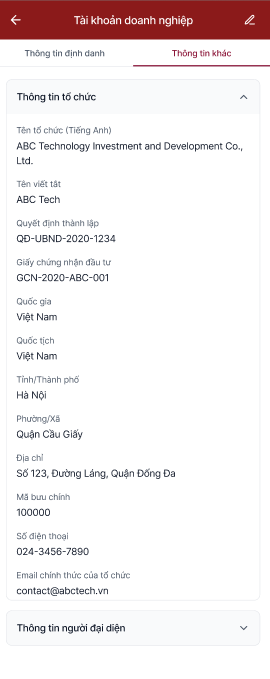 Tài khoản doanh nghiệp
Thông tin định danh
Thông tin khác
Thông tin tổ chức
Tên tổ chức (Tiếng Anh)
ABC Technology Investment and Development Co.,
Ltd.
Tên viết tắt
ABC Tech
Quyết định thành lập
QĐ-UBND-2020-1234
Giấy chứng nhận đầu tư
GCN-2020-ABC-001
Quốc gia
Việt Nam
Quốc tịch
Việt Nam
Tỉnh/Thành phố
Hà Nội
Phường/Xã
Quận Cầu Giấy
Địa chỉ
Số 123, Đường Láng, Quận Đống Đa
Mã bưu chính
100000
Số điện thoại
024-3456-7890
Email chính thức của tổ chức
contact@abctech.vn
Thông tin người đại diện